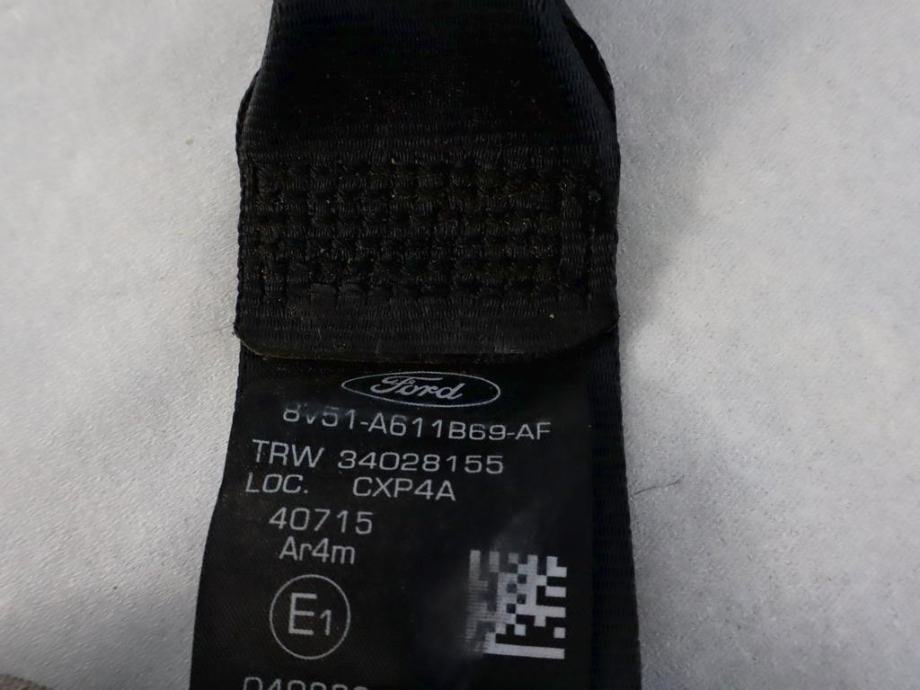 Ford
8V51-A611B69-AF
TRW 34028155
LOC. CXP4A
40715
Ar4m
E1